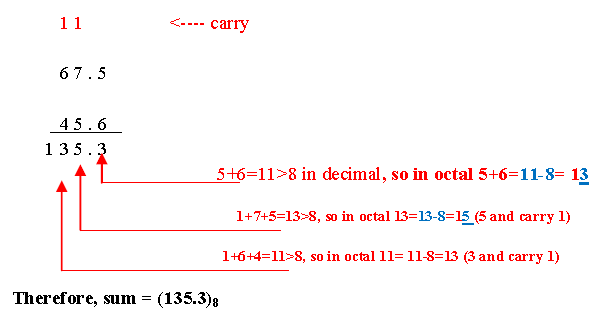 1 1 <---- carry
6 7 . 5
4 5 . 6
1 3 5 . 3
5+6=11>8 in decimal, so in octal 5+6=11-8= 13
1+7+5=13>8, so in octal 13=13-8=15 (5 and carry 1)
1+6+4=11>8, so in octal 11= 11-8=13 (3 and carry 1)
Therefore, sum = (135.3)₈